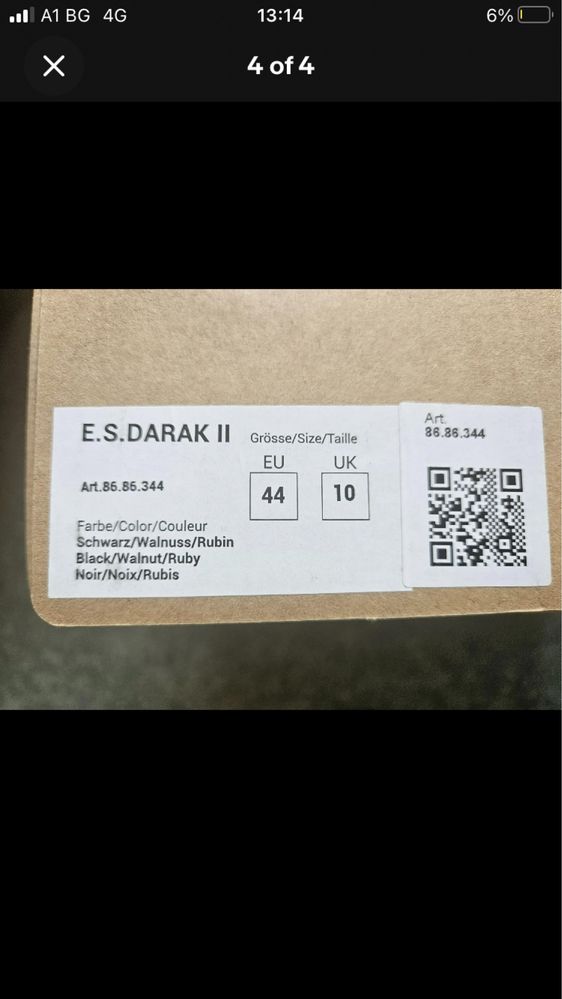 A1 BG 4G 13:14 6%
4 of 4
E.S.DARAK II
Grösse/Size/Taille
EU UK
44 10
Art.86.86.344
Farbe/Color/Couleur
Schwarz/Walnuss/Rubin
Black/Walnut/Ruby
Noir/Noix/Rubis
Art.
86.86.344